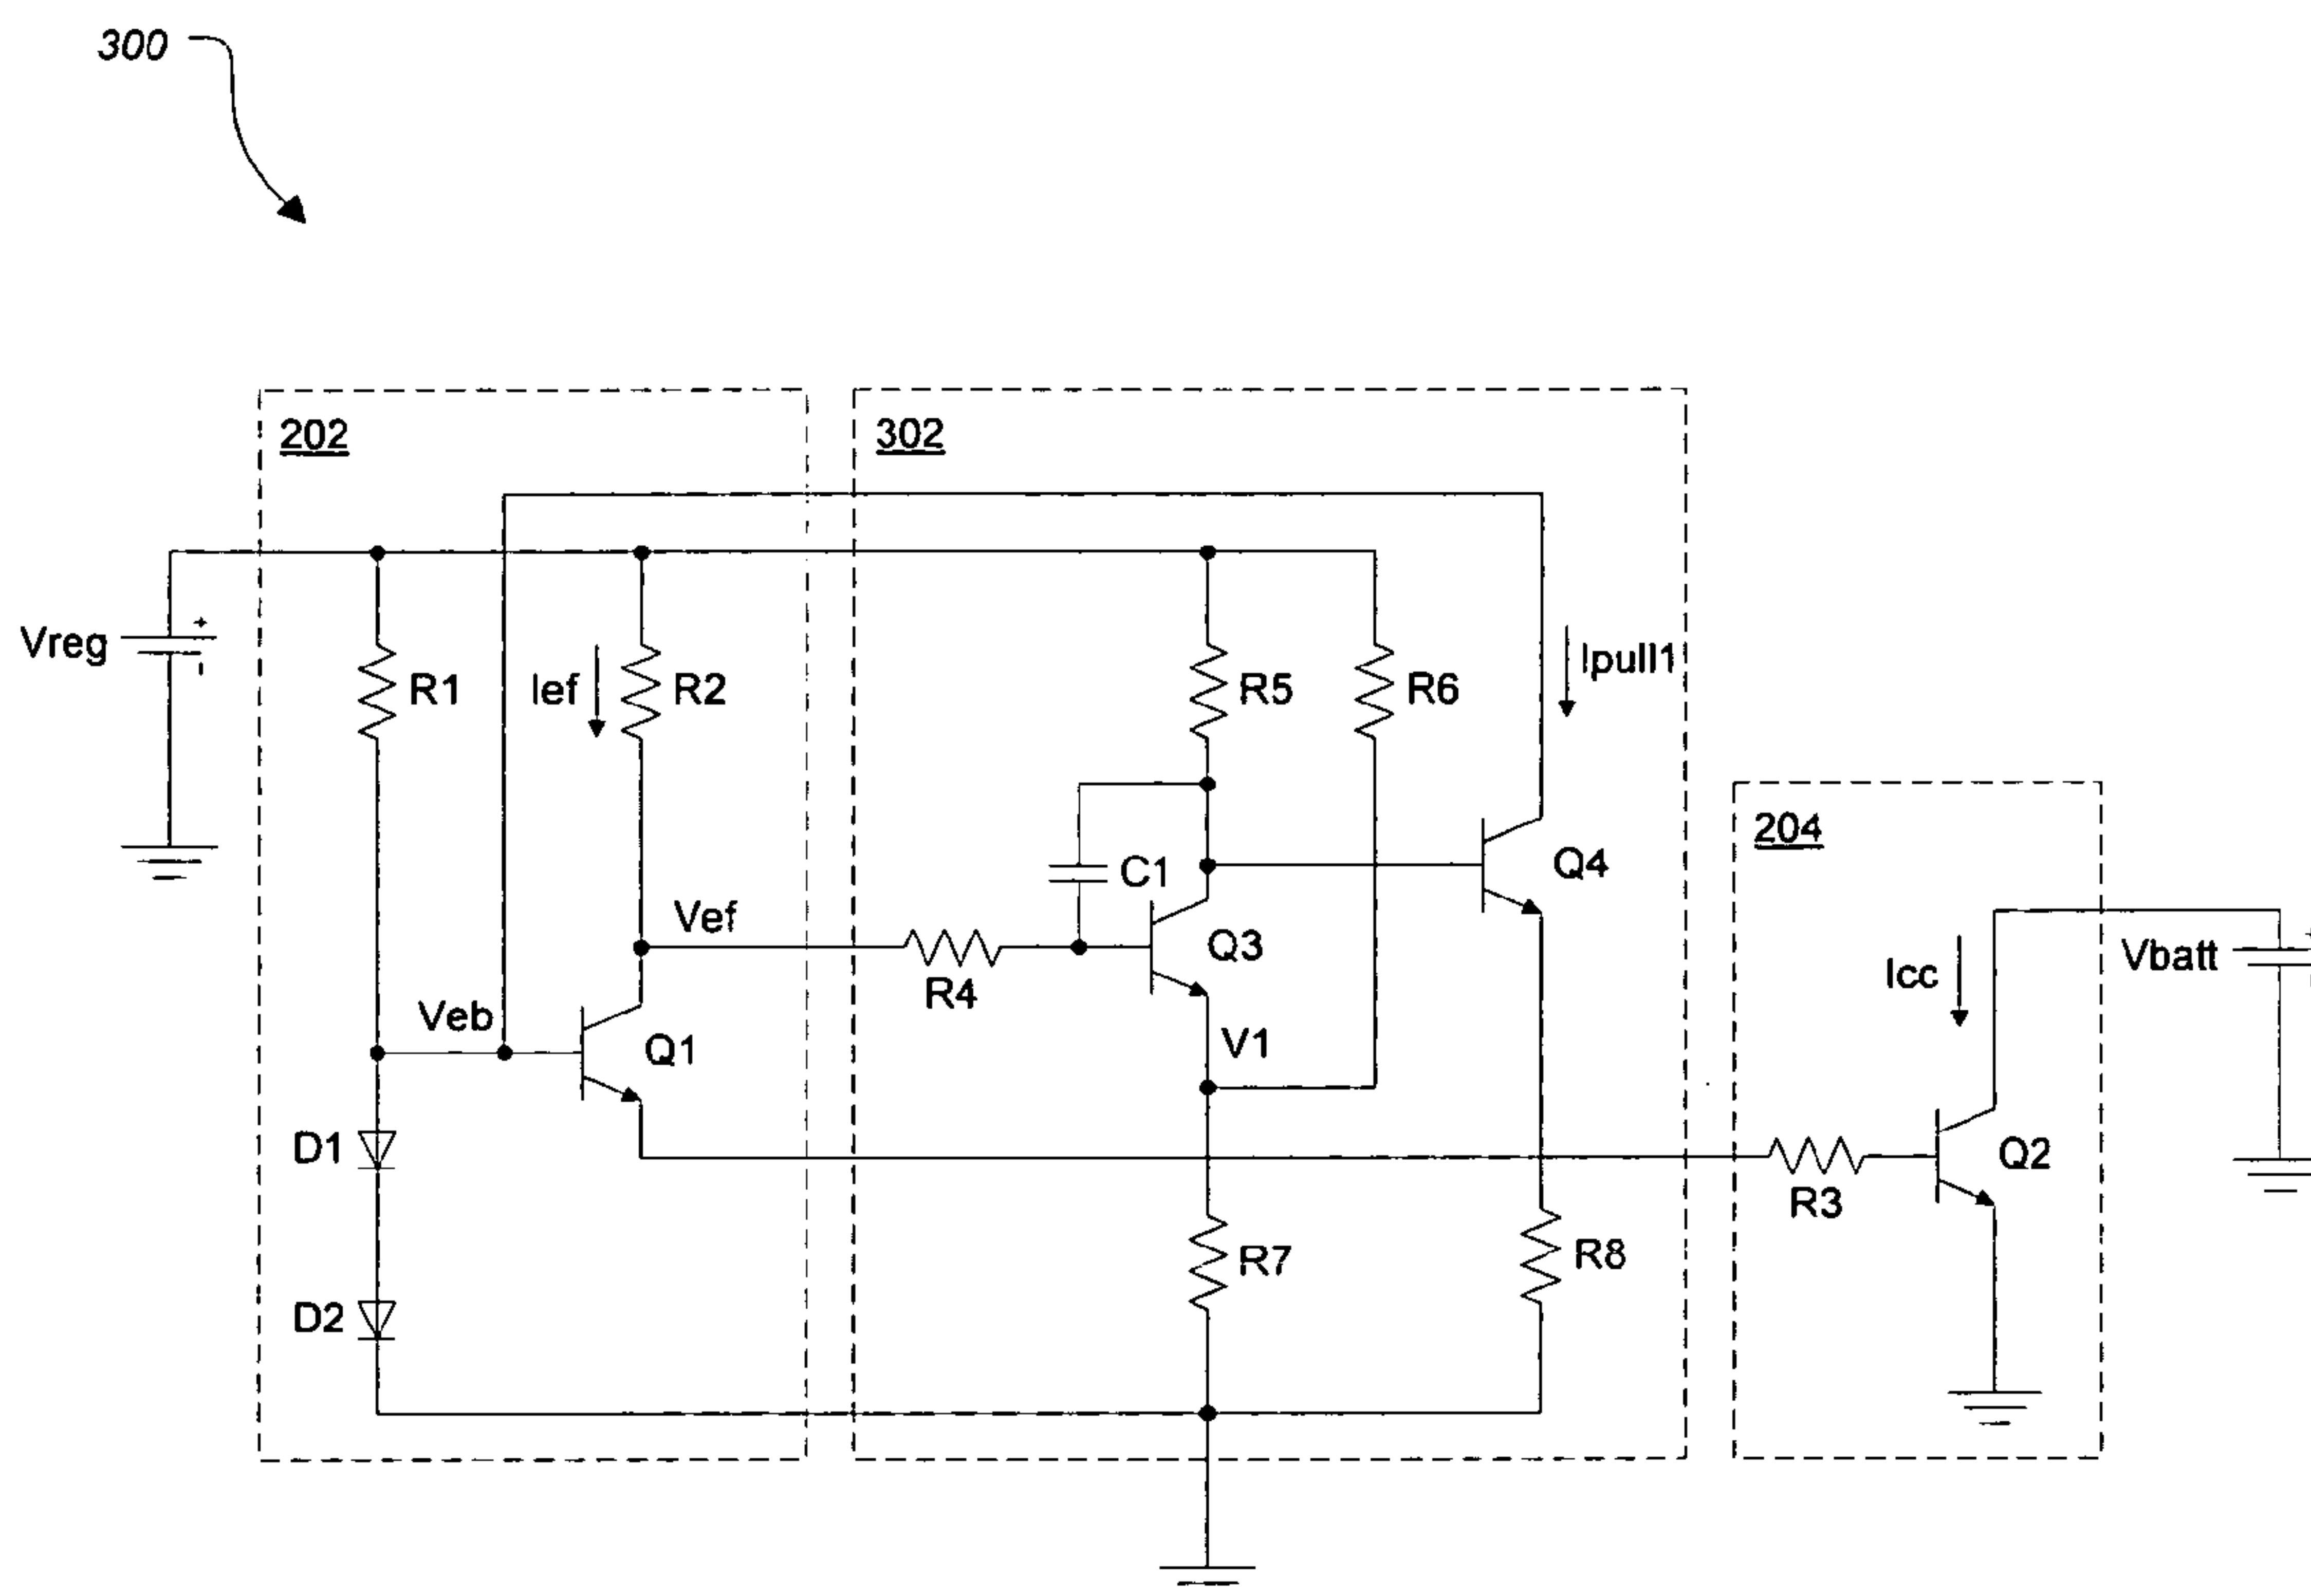 300
202
302
Vreg
+
-
R1
Ief
R2
R5
R6
Ipull1
204
C1
Q4
Vef
Q3
R4
Icc
Vbatt
Veb
Q1
V1
D1
Q2
R3
R7
R8
D2